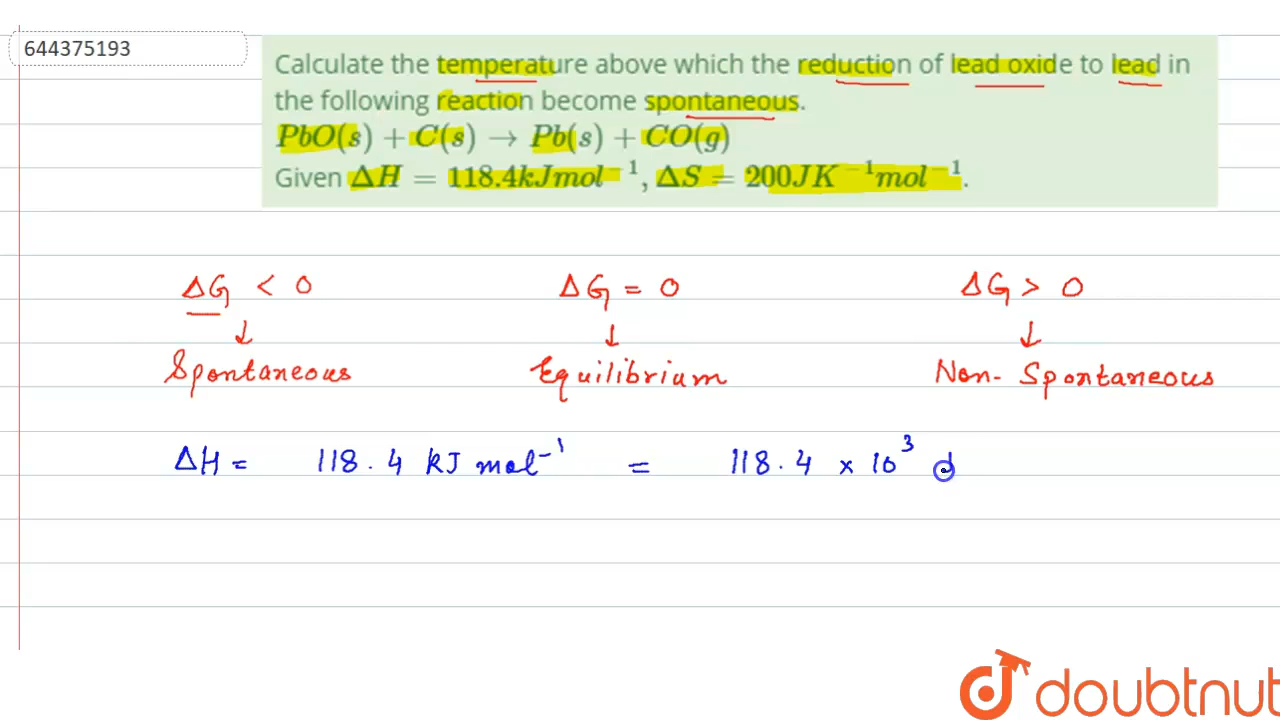 644375193
Calculate the temperature above which the reduction of lead oxide to lead in
the following reaction become spontaneous.
PbO(s) + C(s) → Pb(s) + CO(g)
Given ΔH = 118.4kJmol⁻¹, ΔS = 200JK⁻¹mol⁻¹.
ΔG < 0 ΔG = 0 ΔG > 0
↓ ↓ ↓
Spontaneous Equilibrium Non-Spontaneous
ΔH = 118.4 kJ mol⁻¹ = 118.4 × 10³
doubtnut